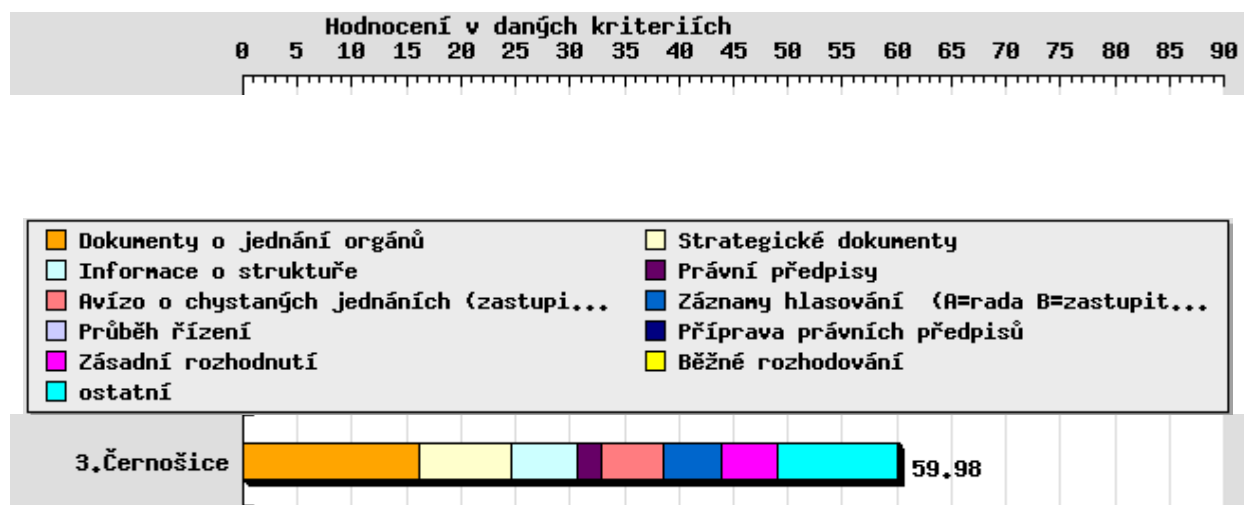 Hodnocení v daných kriteriích
0 5 10 15 20 25 30 35 40 45 50 55 60 65 70 75 80 85 90
Dokumenty o jednání orgánů
Strategické dokumenty
Informace o struktuře
Právní předpisy
Avízo o chystaných jednáních (zastupi...
Záznamy hlasování (A=rada B=zastupit...
Průběh řízení
Příprava právních předpisů
Zásadní rozhodnutí
Běžné rozhodování
ostatní
3.Černošice
59.98